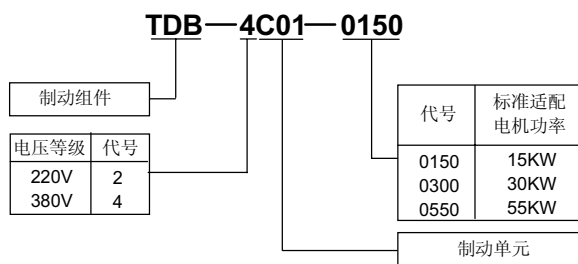 TDB—4C01—0150
制动组件
电压等级 代号
220V 2
380V 4
代号 标准适配电机功率
0150 15KW
0300 30KW
0550 55KW
制动单元